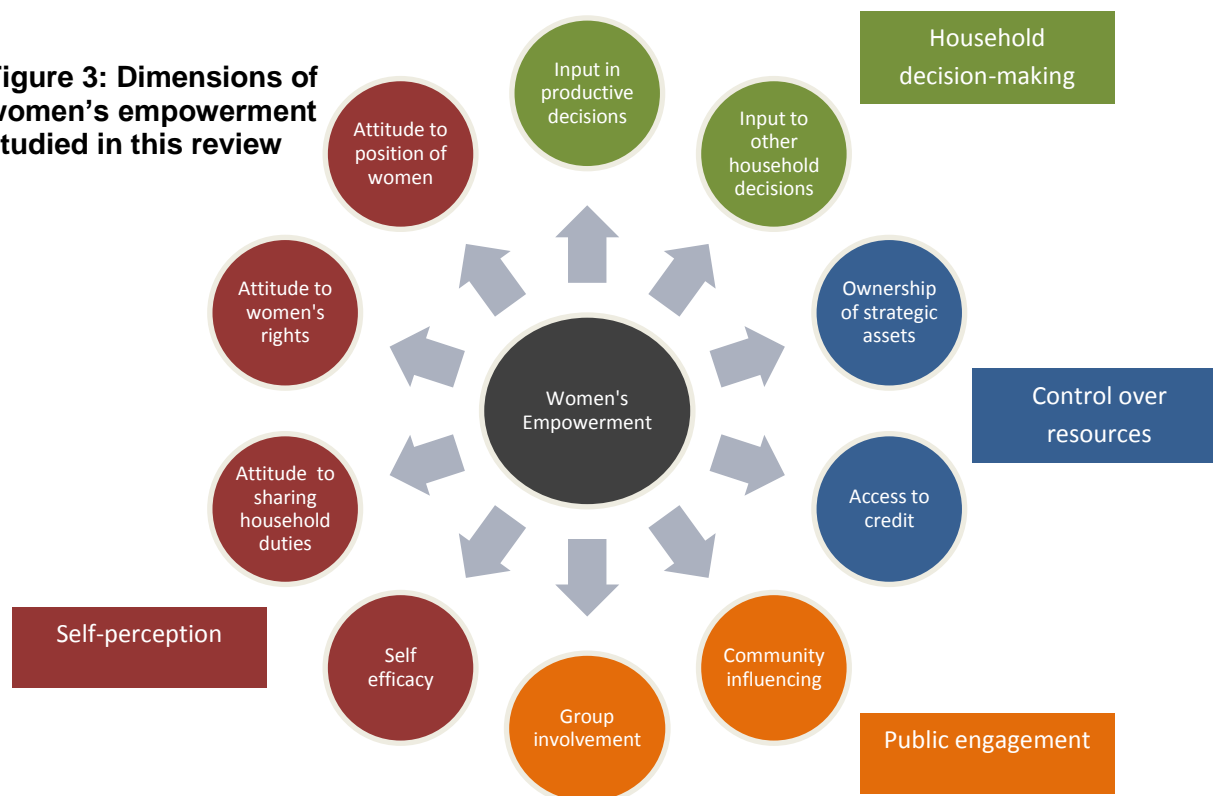 igure 3: Dimensions of
women's empowerment
tudied in this review
Input in
productive
decisions
Household
decision-making
Input to
other
household
decisions
Attitude to
position of
women
Attitude to
women's
rights
Ownership
of strategic
assets
Women's
Empowerment
Control over
resources
Attitude to
sharing
household
duties
Access to
credit
Self-perception
Self
efficacy
Community
influencing
Group
involvement
Public engagement